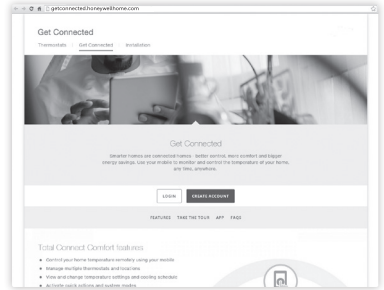 getconnected.honeywellhome.com
Get Connected
Thermostats Get Connected Installation
Get Connected
Smarter homes are connected homes - better control, more comfort and bigger
energy savings. Use your mobile to monitor and control the temperature of your home,
any time, anywhere.
LOGIN CREATE ACCOUNT
FEATURES TAKE THE TOUR APP FAQS
Total Connect Comfort features
Control your home temperature remotely using your mobile
Manage multiple thermostats and locations
View and change temperature settings and heating schedule
Activate quick actions and system modes